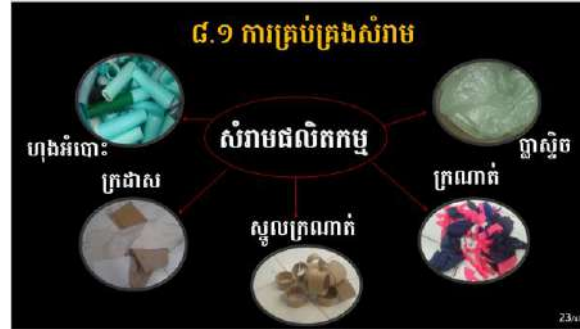 ៨.១ ការគ្រប់គ្រងសំរាម
សំរាមផលិតកម្ម
ហុងអំបោះ
ប្លាស្ទិច
ក្រដាស
ក្រណាត់
ស្នូលក្រណាត់